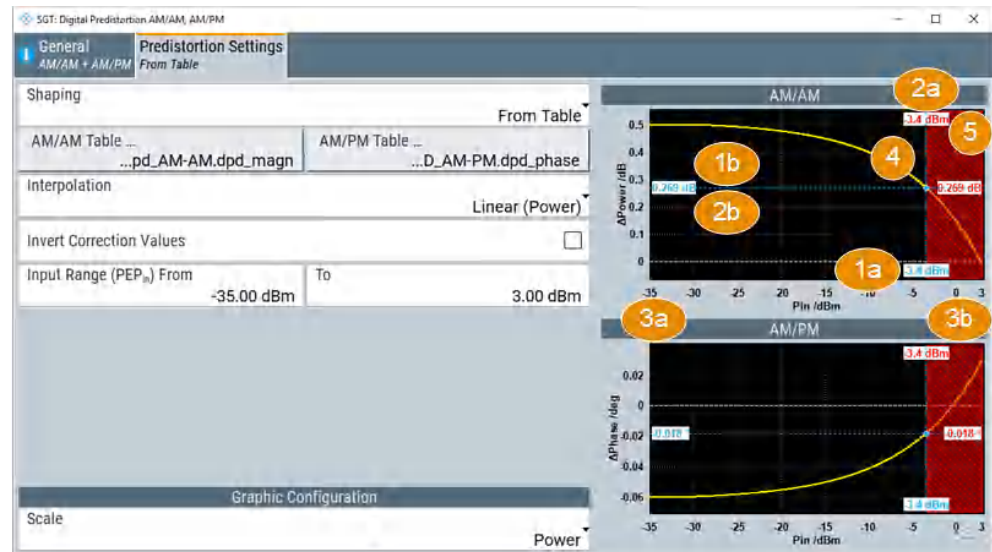 SGT: Digital Predistortion AM/AM, AM/PM
General
AM/AM + AM/PM
Predistortion Settings
From Table
Shaping
From Table
AM/AM Table ...
...pd_AM-AM.dpd_magn
AM/PM Table ...
...D_AM-PM.dpd_phase
Interpolation
Linear (Power)
Invert Correction Values
Input Range (PEPin) From
-35.00 dBm
To
3.00 dBm
Graphic Configuration
Scale
Power
AM/AM
2a
-3.4 dBm
5
0.5
0.4
4
1b
0.3
0.269 dB
0.269 dB
ΔPower /dB
0.2
2b
0.1
0
1a
-3.4 dBm
-35 -30 -25 -20 -15 -10 -5 0 3
Pin /dBm
3a
AM/PM
3b
-3.4 dBm
0.02
0
ΔPhase /deg
-0.02
-0.018
-0.018
-0.04
-0.06
-3.4 dBm
-35 -30 -25 -20 -15 -10 -5 0 3
Pin /dBm